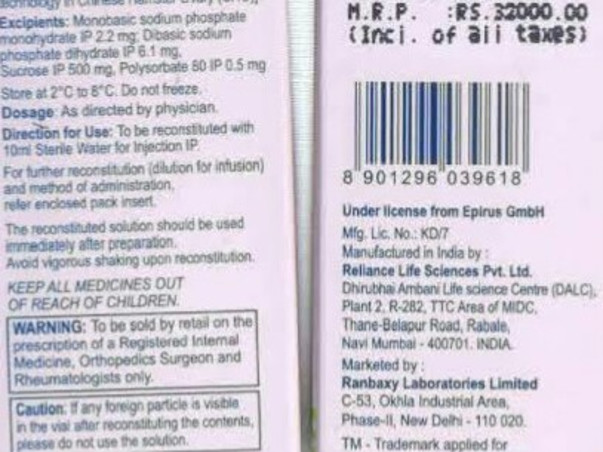 Excipients: Monobasic sodium phosphate
monohydrate IP 2.2 mg: Dibasic sodium
phosphate dihydrate IP 6.1 mg,
Sucrose IP 500 mg, Polysorbate 80 IP 0.5 mg
Store at 2°C to 8°C. Do not freeze.
Dosage: As directed by physician.
Direction for Use: To be reconstituted with
10ml Sterile Water for Injection IP.
For further reconstitution (dilution for infusion)
and method of administration,
refer enclosed pack insert.
The reconstituted solution should be used
immediately after preparation.
Avoid vigorous shaking upon reconstitution.
KEEP ALL MEDICINES OUT
OF REACH OF CHILDREN.
WARNING: To be sold by retail on the
prescription of a Registered Internal
Medicine, Orthopedics Surgeon and
Rheumatologists only.
Caution: If any foreign particle is visible
in the vial after reconstituting the contents,
please do not use the solution.
M.R.P. :RS.32000.00
(Incl. of all taxes)
8 901296 039618
Under license from Epirus GmbH
Mfg. Lic. No.: KD/7
Manufactured in India by :
Reliance Life Sciences Pvt. Ltd.
Dhirubhai Ambani Life science Centre (DALC),
Plant 2, R-282, TTC Area of MIDC,
Thane-Belapur Road, Rabale,
Navi Mumbai - 400701. INDIA.
Marketed by :
Ranbaxy Laboratories Limited
C-53, Okhla Industrial Area,
Phase-II, New Delhi - 110 020.
TM - Trademark applied for